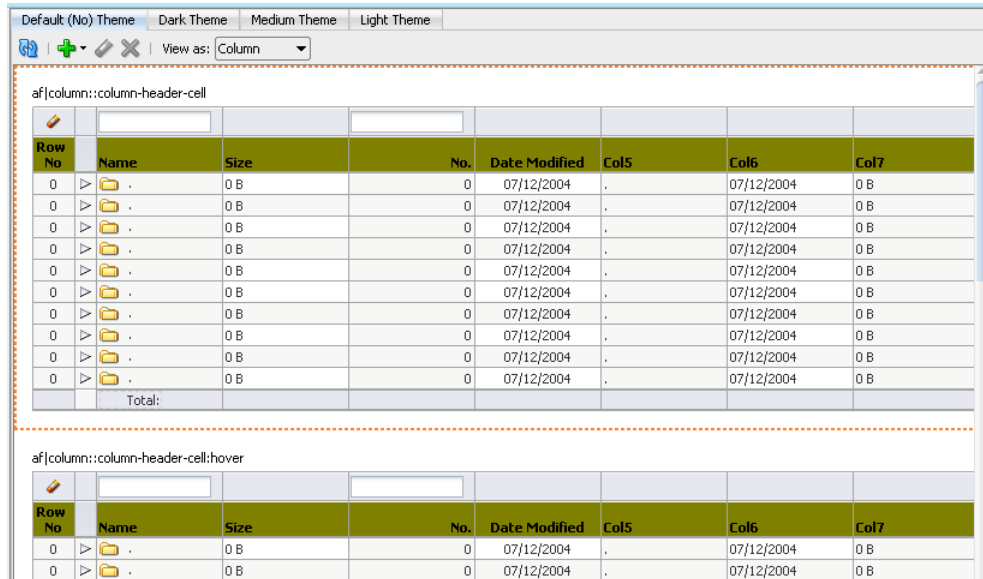 Default (No) Theme Dark Theme Medium Theme Light Theme
View as: Column
af|column::column-header-cell
Row No Name Size No. Date Modified Col5 Col6 Col7
0 . 0 B 0 07/12/2004 . 07/12/2004 0 B
0 . 0 B 0 07/12/2004 . 07/12/2004 0 B
0 . 0 B 0 07/12/2004 . 07/12/2004 0 B
0 . 0 B 0 07/12/2004 . 07/12/2004 0 B
0 . 0 B 0 07/12/2004 . 07/12/2004 0 B
0 . 0 B 0 07/12/2004 . 07/12/2004 0 B
0 . 0 B 0 07/12/2004 . 07/12/2004 0 B
0 . 0 B 0 07/12/2004 . 07/12/2004 0 B
0 . 0 B 0 07/12/2004 . 07/12/2004 0 B
0 . 0 B 0 07/12/2004 . 07/12/2004 0 B
Total:
af|column::column-header-cell:hover
Row No Name Size No. Date Modified Col5 Col6 Col7
0 . 0 B 0 07/12/2004 . 07/12/2004 0 B
0 . 0 B 0 07/12/2004 . 07/12/2004 0 B